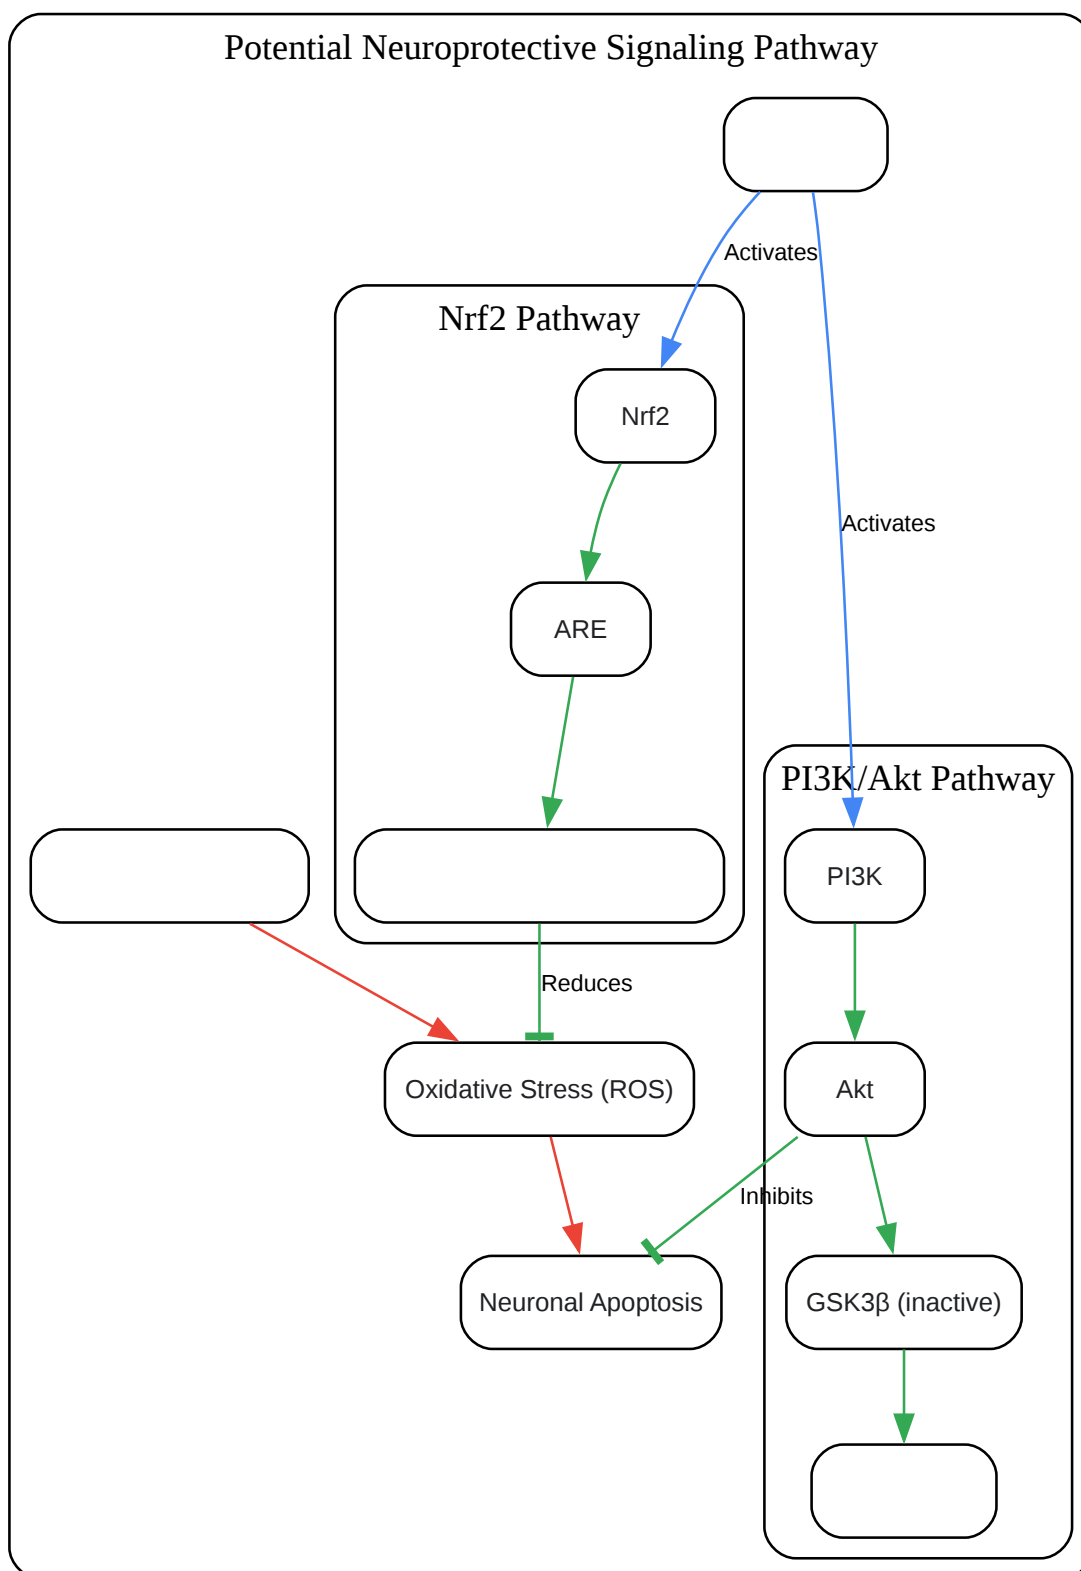 Potential Neuroprotective Signaling Pathway
Activates
Nrf2 Pathway
Nrf2
Activates
ARE
PI3K/Akt Pathway
PI3K
Reduces
Oxidative Stress (ROS)
Akt
Inhibits
Neuronal Apoptosis
GSK3β (inactive)